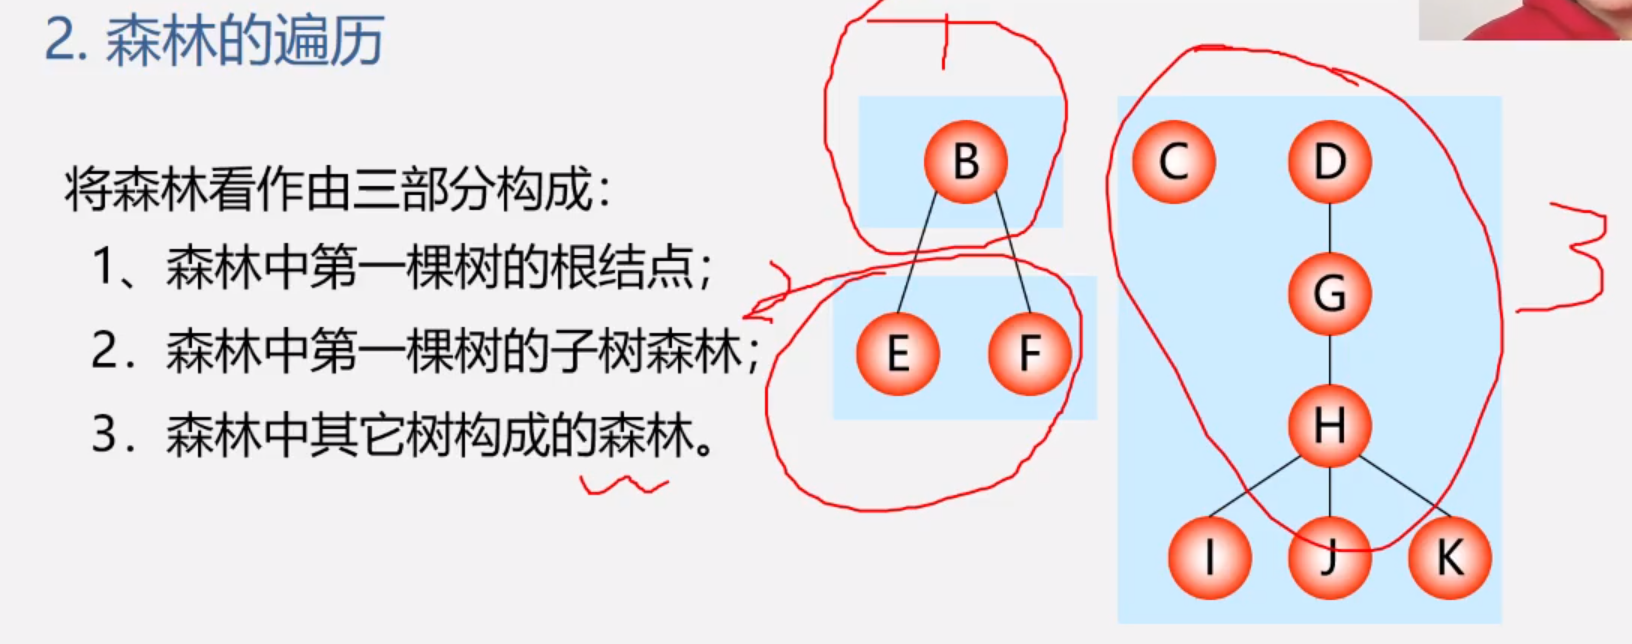 2. 森林的遍历
将森林看作由三部分构成：
1、森林中第一棵树的根结点；
2．森林中第一棵树的子树森林；
3．森林中其它树构成的森林。
1
B
C
D
G
E
F
H
I
J
K
3